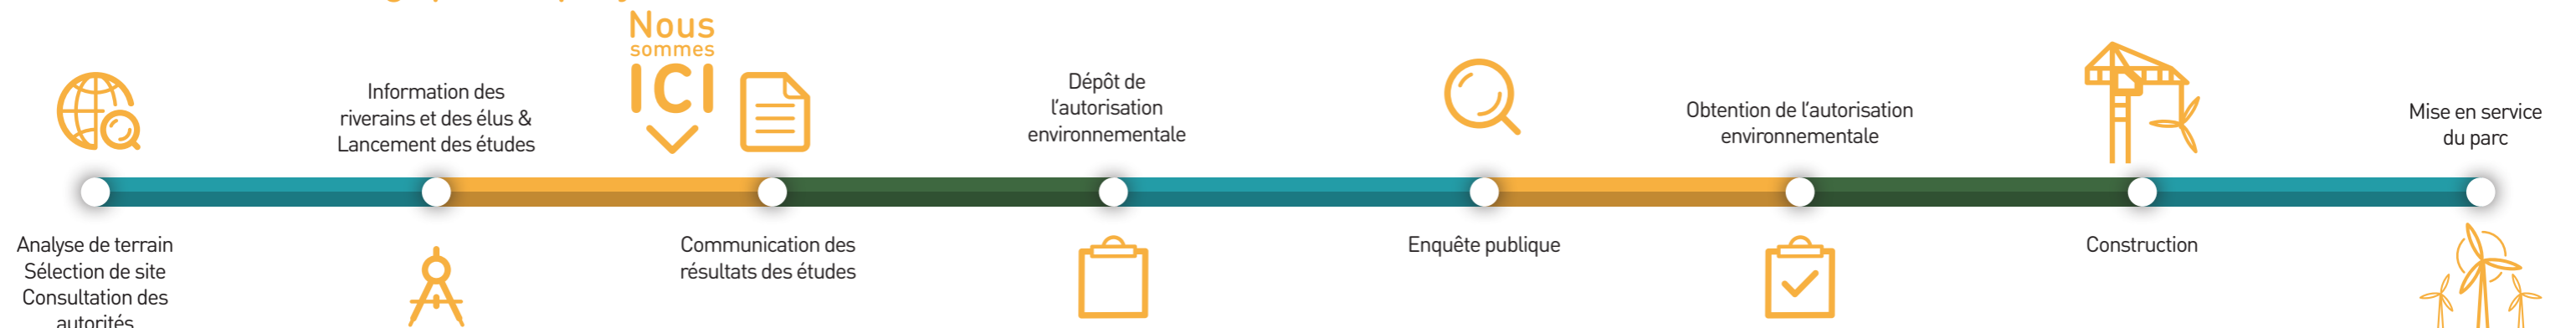 Nous
sommes
ICI
Analyse de terrain
Sélection de site
Consultation des
autorités
Information des
riverains et des élus &
Lancement des études
Communication des
résultats des études
Dépôt de
l'autorisation
environnementale
Enquête publique
Obtention de l'autorisation
environnementale
Construction
Mise en service
du parc